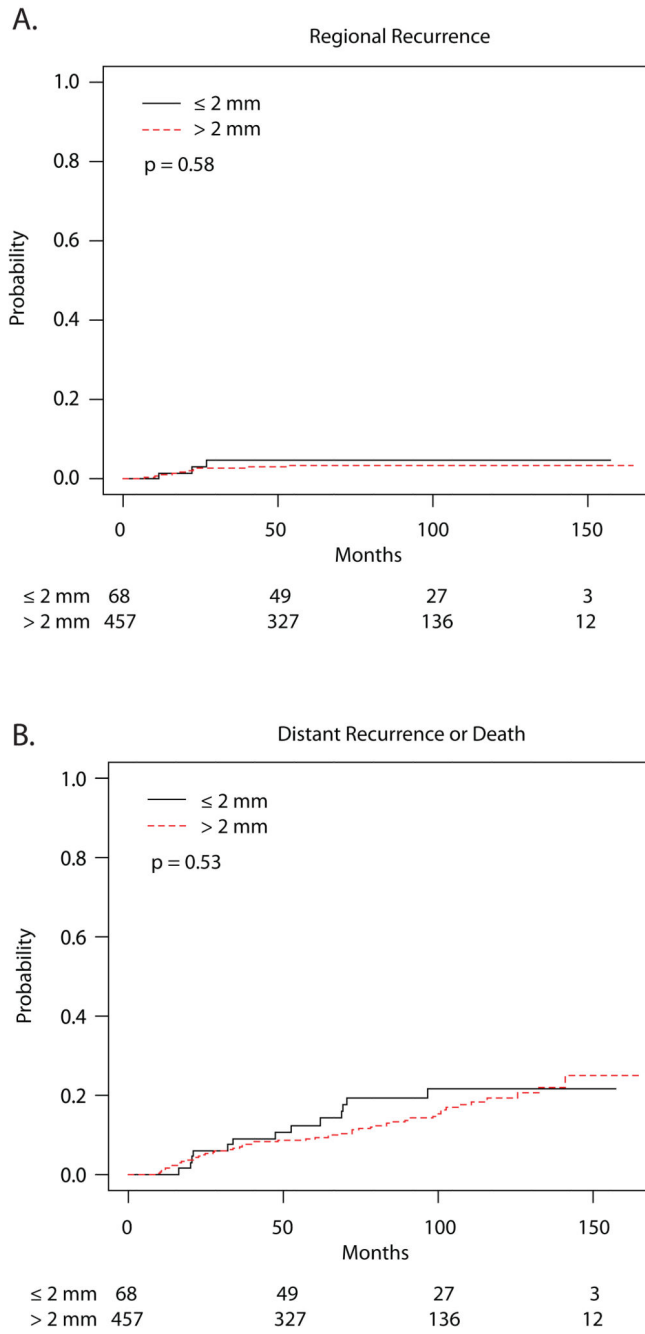 A.
Regional Recurrence
1.0
≤ 2 mm
> 2 mm
0.8
p = 0.58
0.6
Probability
0.4
0.2
0.0
0 50 100 150
Months
≤ 2 mm 68 49 27 3
> 2 mm 457 327 136 12
B.
Distant Recurrence or Death
1.0
≤ 2 mm
> 2 mm
0.8
p = 0.53
0.6
Probability
0.4
0.2
0.0
0 50 100 150
Months
≤ 2 mm 68 49 27 3
> 2 mm 457 327 136 12